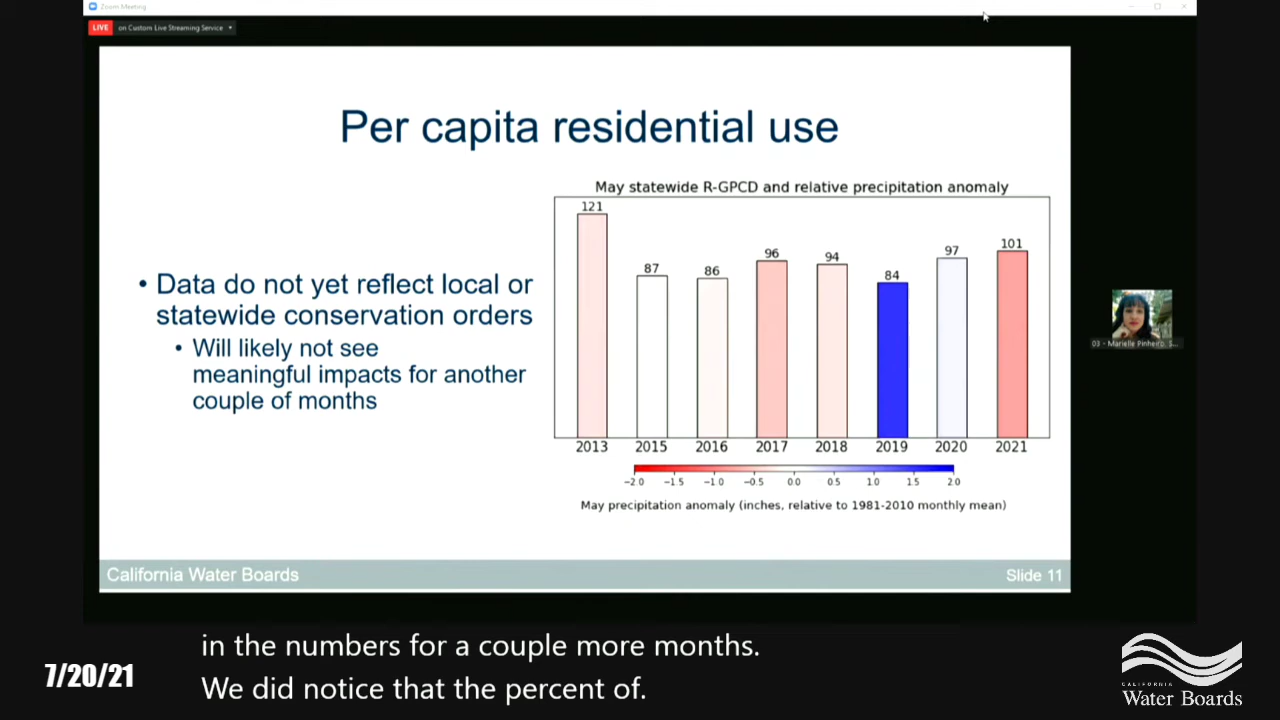 Zoom Meeting
LIVE on Custom Live Streaming Service
Per capita residential use
• Data do not yet reflect local or
statewide conservation orders
• Will likely not see
meaningful impacts for another
couple of months
May statewide R-GPCD and relative precipitation anomaly
121
87
86
96
94
84
97
101
2013 2015 2016 2017 2018 2019 2020 2021
−2.0 −1.5 −1.0 −0.5 0.0 0.5 1.0 1.5 2.0
May precipitation anomaly (inches, relative to 1981-2010 monthly mean)
03 - Marielle Pinheiro, S...
California Water Boards
Slide 11
7/20/21
in the numbers for a couple more months.
We did notice that the percent of.
CALIFORNIA
Water Boards